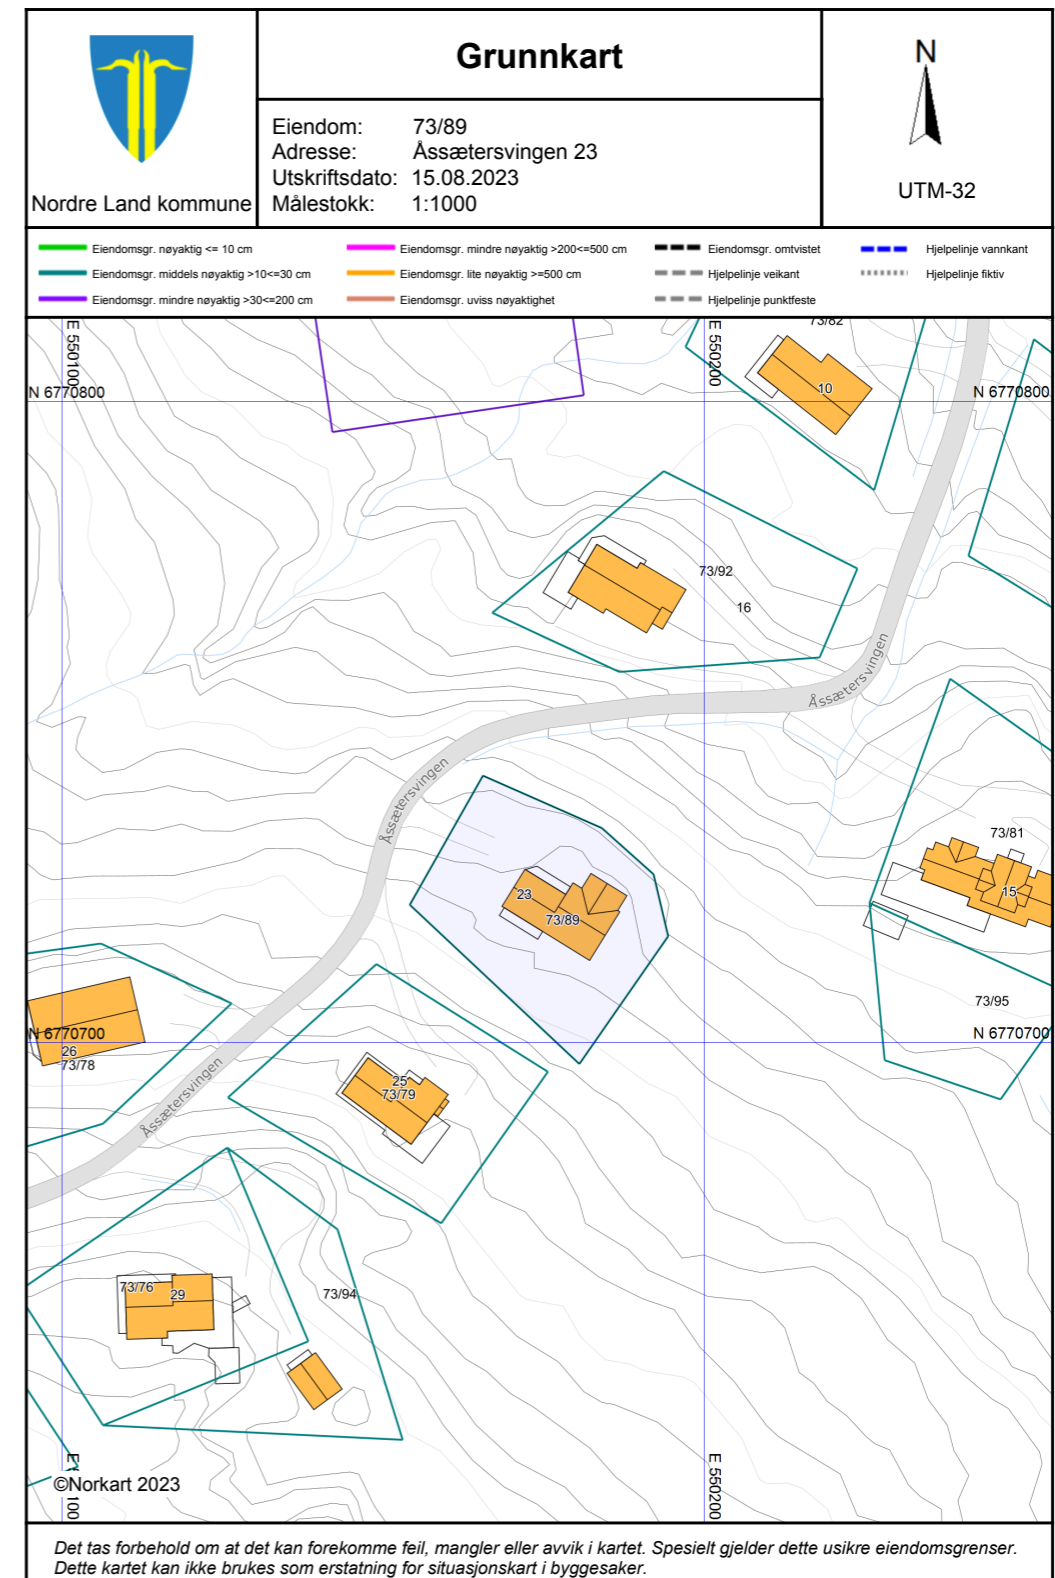 Grunnkart
N
UTM-32
Nordre Land kommune
Eiendom: 73/89
Adresse: Åssætersvingen 23
Utskriftsdato: 15.08.2023
Målestokk: 1:1000
Eiendomsgr. nøyaktig <= 10 cm
Eiendomsgr. middels nøyaktig >10<=30 cm
Eiendomsgr. mindre nøyaktig >30<=200 cm
Eiendomsgr. mindre nøyaktig >200<=500 cm
Eiendomsgr. lite nøyaktig >=500 cm
Eiendomsgr. uviss nøyaktighet
Eiendomsgr. omtvistet
Hjelpelinje veikant
Hjelpelinje punktfeste
Hjelpelinje vannkant
Hjelpelinje fiktiv
E 550100
E 550200
73/82
10
N 6770800
N 6770800
73/92
16
Åssætersvingen
Åssætersvingen
73/81
15
23
73/89
73/95
N 6770700
N 6770700
26
73/78
25
73/79
Åssætersvingen
73/76
29
73/94
E 550200
©Norkart 2023
Det tas forbehold om at det kan forekomme feil, mangler eller avvik i kartet. Spesielt gjelder dette usikre eiendomsgrenser.
Dette kartet kan ikke brukes som erstatning for situasjonskart i byggesaker.